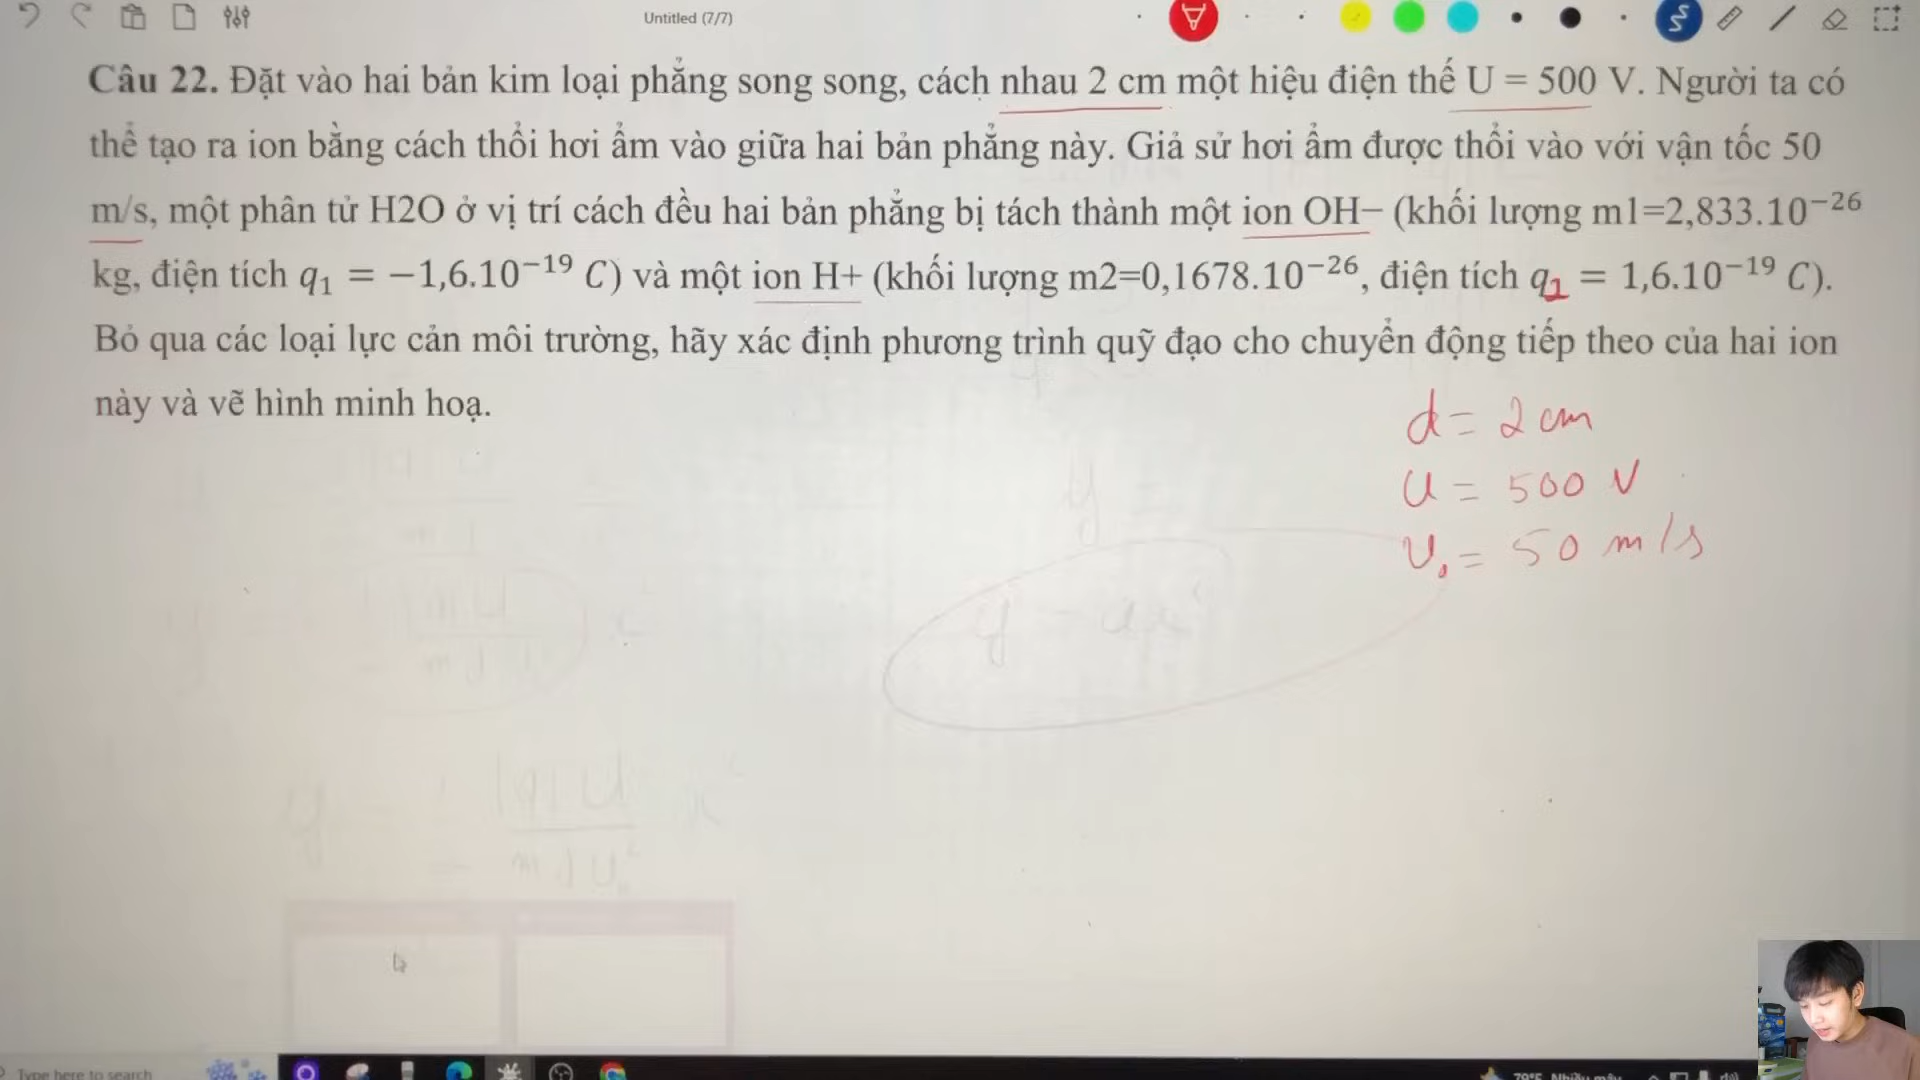 Untitled (7/7)
Câu 22. Đặt vào hai bản kim loại phẳng song song, cách nhau 2 cm một hiệu điện thế U = 500 V. Người ta có
thể tạo ra ion bằng cách thổi hơi ẩm vào giữa hai bản phẳng này. Giả sử hơi ẩm được thổi vào với vận tốc 50
m/s, một phân tử H2O ở vị trí cách đều hai bản phẳng bị tách thành một ion OH− (khối lượng m1=2,833.10⁻²⁶
kg, điện tích q₁ = −1,6.10⁻¹⁹ C) và một ion H+ (khối lượng m2=0,1678.10⁻²⁶, điện tích q₂ = 1,6.10⁻¹⁹ C).
Bỏ qua các loại lực cản môi trường, hãy xác định phương trình quỹ đạo cho chuyển động tiếp theo của hai ion
này và vẽ hình minh hoạ.
d = 2 cm
U = 500 V
v₀ = 50 m/s
Type here to search
79°F Nhiều mây